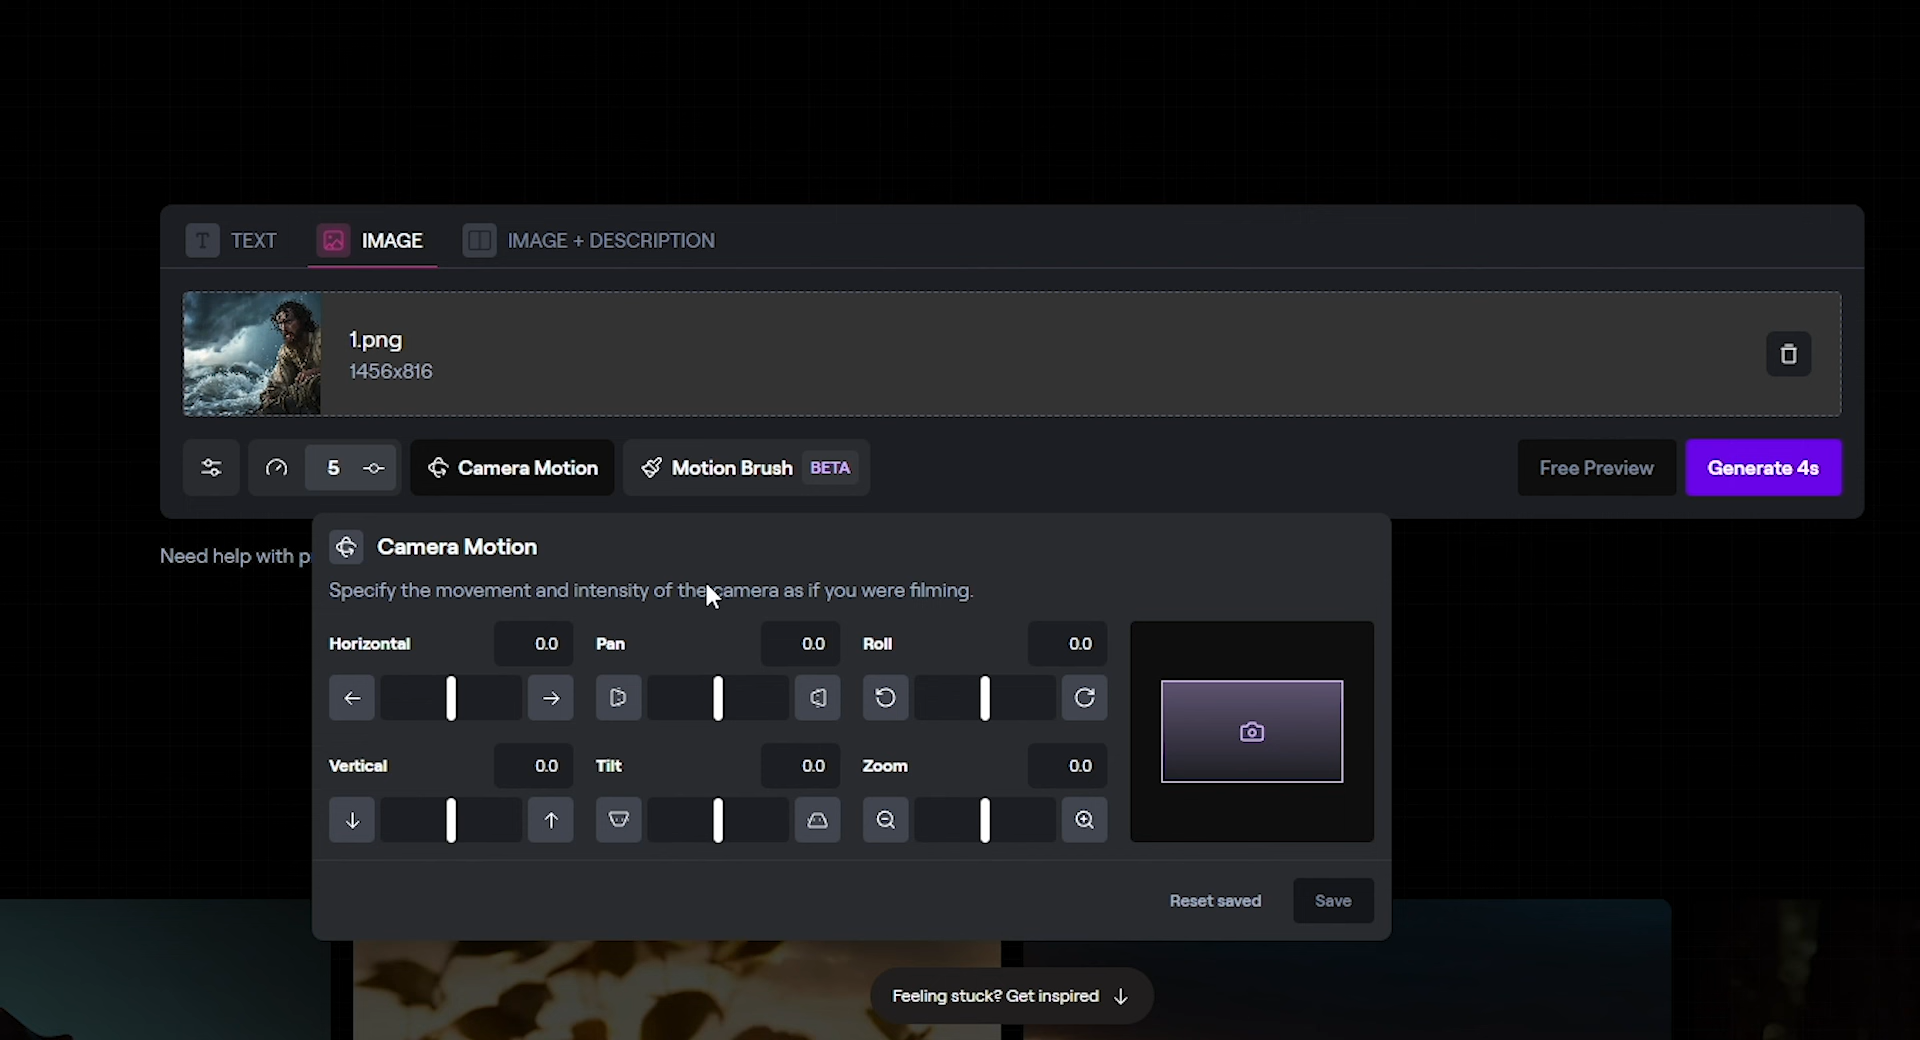 TEXT
IMAGE
IMAGE + DESCRIPTION
1.png
1456x816
5
Camera Motion
Motion Brush BETA
Free Preview
Generate 4s
Need help with p
Camera Motion
Specify the movement and intensity of the camera as if you were filming.
Horizontal 0.0
Pan 0.0
Roll 0.0
Vertical 0.0
Tilt 0.0
Zoom 0.0
Reset saved
Save
Feeling stuck? Get inspired